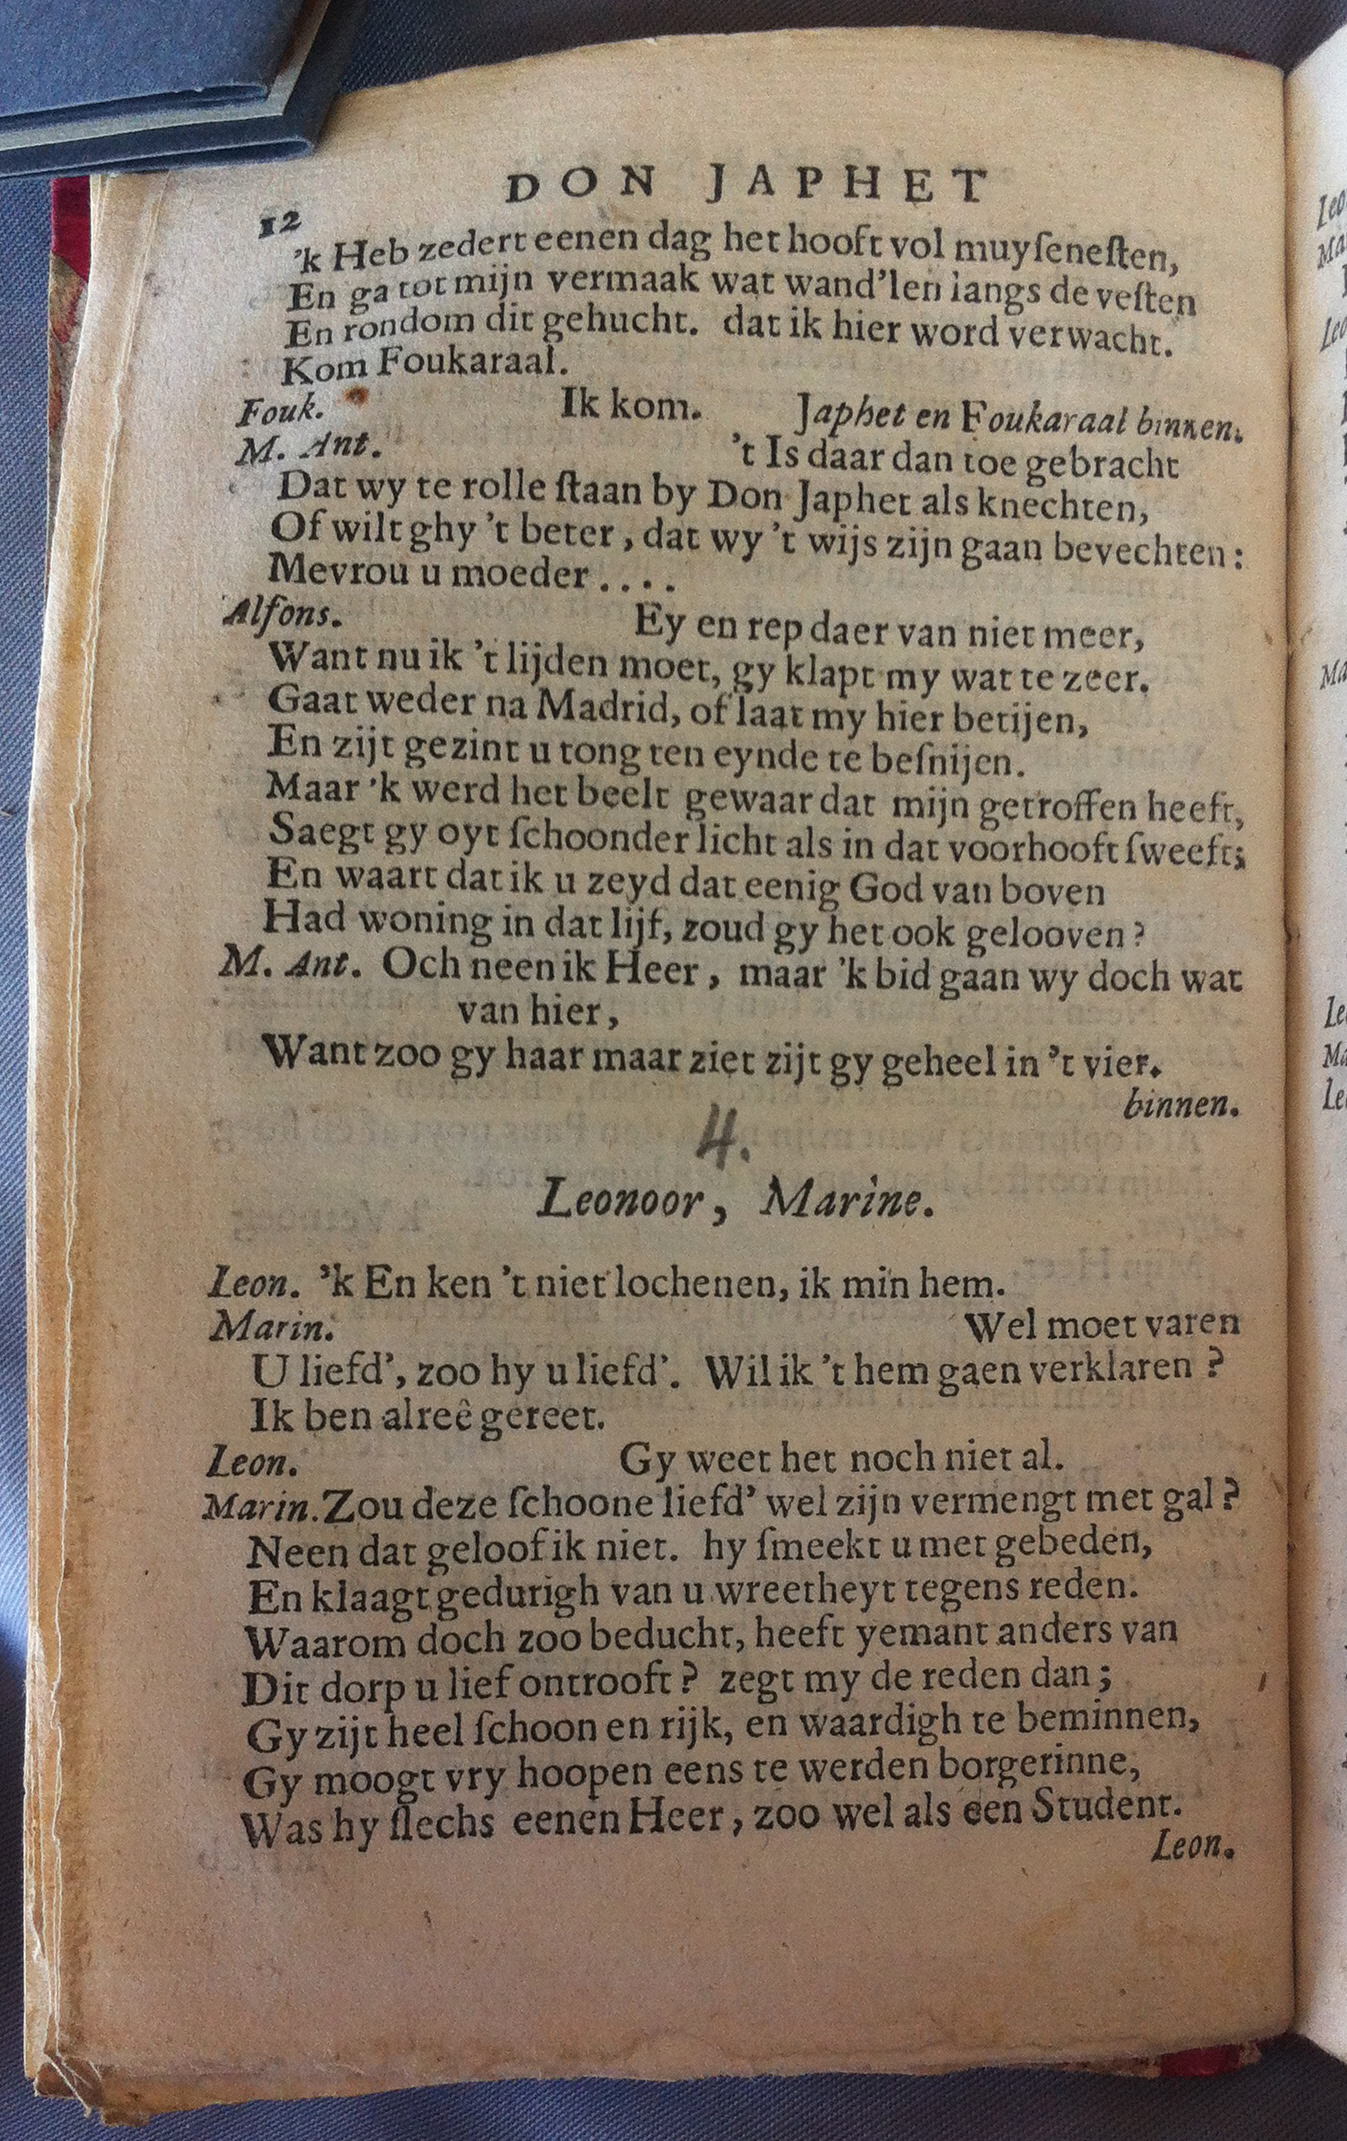 DON JAPHET
12
'k Heb zedert eenen dag het hooft vol muyſeneſten,
En ga tot mijn vermaak wat wand'len langs de veſten
En rondom dit gehucht. dat ik hier word verwacht.
Kom Foukaraal.
Fouk. Ik kom. Japhet en Foukaraal binnen.
M. Ant. 't Is daar dan toe gebracht
Dat wy te rolle ſtaan by Don Japhet als knechten,
Of wilt ghy 't beter, dat wy 't wijs zijn gaan bevechten:
Mevrou u moeder....
Alfons. Ey en rep daer van niet meer,
Want nu ik 't lijden moet, gy klapt my wat te zeer.
Gaat weder na Madrid, of laat my hier betijen,
En zijt gezint u tong ten eynde te beſnijen.
Maar 'k werd het beelt gewaar dat mijn getroffen heeft,
Saegt gy oyt ſchoonder licht als in dat voorhooft ſweeft;
En waart dat ik u zeyd dat eenig God van boven
Had woning in dat lijf, zoud gy het ook gelooven?
M. Ant. Och neen ik Heer, maar 'k bid gaan wy doch wat
van hier,
Want zoo gy haar maar ziet zijt gy geheel in 't vier.
binnen.
4.
Leonoor, Marine.
Leon. 'k En ken 't niet lochenen, ik min hem.
Marin. Wel moet varen
U liefd', zoo hy u liefd'. Wil ik 't hem gaen verklaren?
Ik ben alreê gereet.
Leon. Gy weet het noch niet al.
Marin. Zou deze ſchoone liefd' wel zijn vermengt met gal?
Neen dat geloof ik niet. hy ſmeekt u met gebeden,
En klaagt gedurigh van u wreetheyt tegens reden.
Waarom doch zoo beducht, heeft yemant anders van
Dit dorp u lief ontrooft? zegt my de reden dan;
Gy zijt heel ſchoon en rijk, en waardigh te beminnen,
Gy moogt vry hoopen eens te werden borgerinne,
Was hy ſlechs eenen Heer, zoo wel als een Student.
Leon.